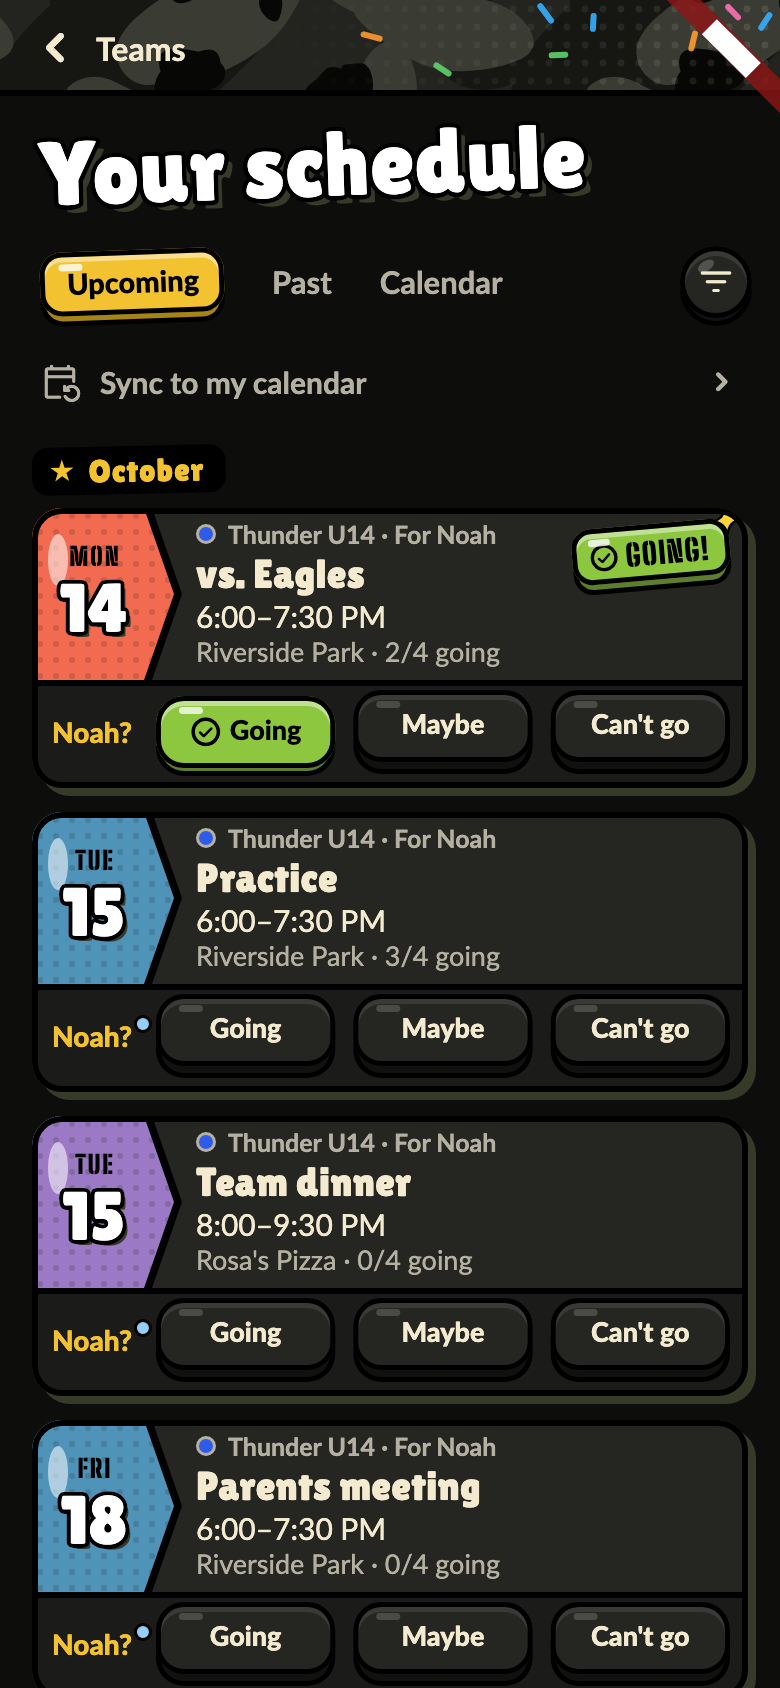 Teams
Your schedule
Upcoming
Past
Calendar
Sync to my calendar
★ October
MON
14
Thunder U14 · For Noah
vs. Eagles
6:00–7:30 PM
Riverside Park · 2/4 going
GOING!
Noah?
Going
Maybe
Can't go
TUE
15
Thunder U14 · For Noah
Practice
6:00–7:30 PM
Riverside Park · 3/4 going
Noah?
Going
Maybe
Can't go
TUE
15
Thunder U14 · For Noah
Team dinner
8:00–9:30 PM
Rosa's Pizza · 0/4 going
Noah?
Going
Maybe
Can't go
FRI
18
Thunder U14 · For Noah
Parents meeting
6:00–7:30 PM
Riverside Park · 0/4 going
Noah?
Going
Maybe
Can't go